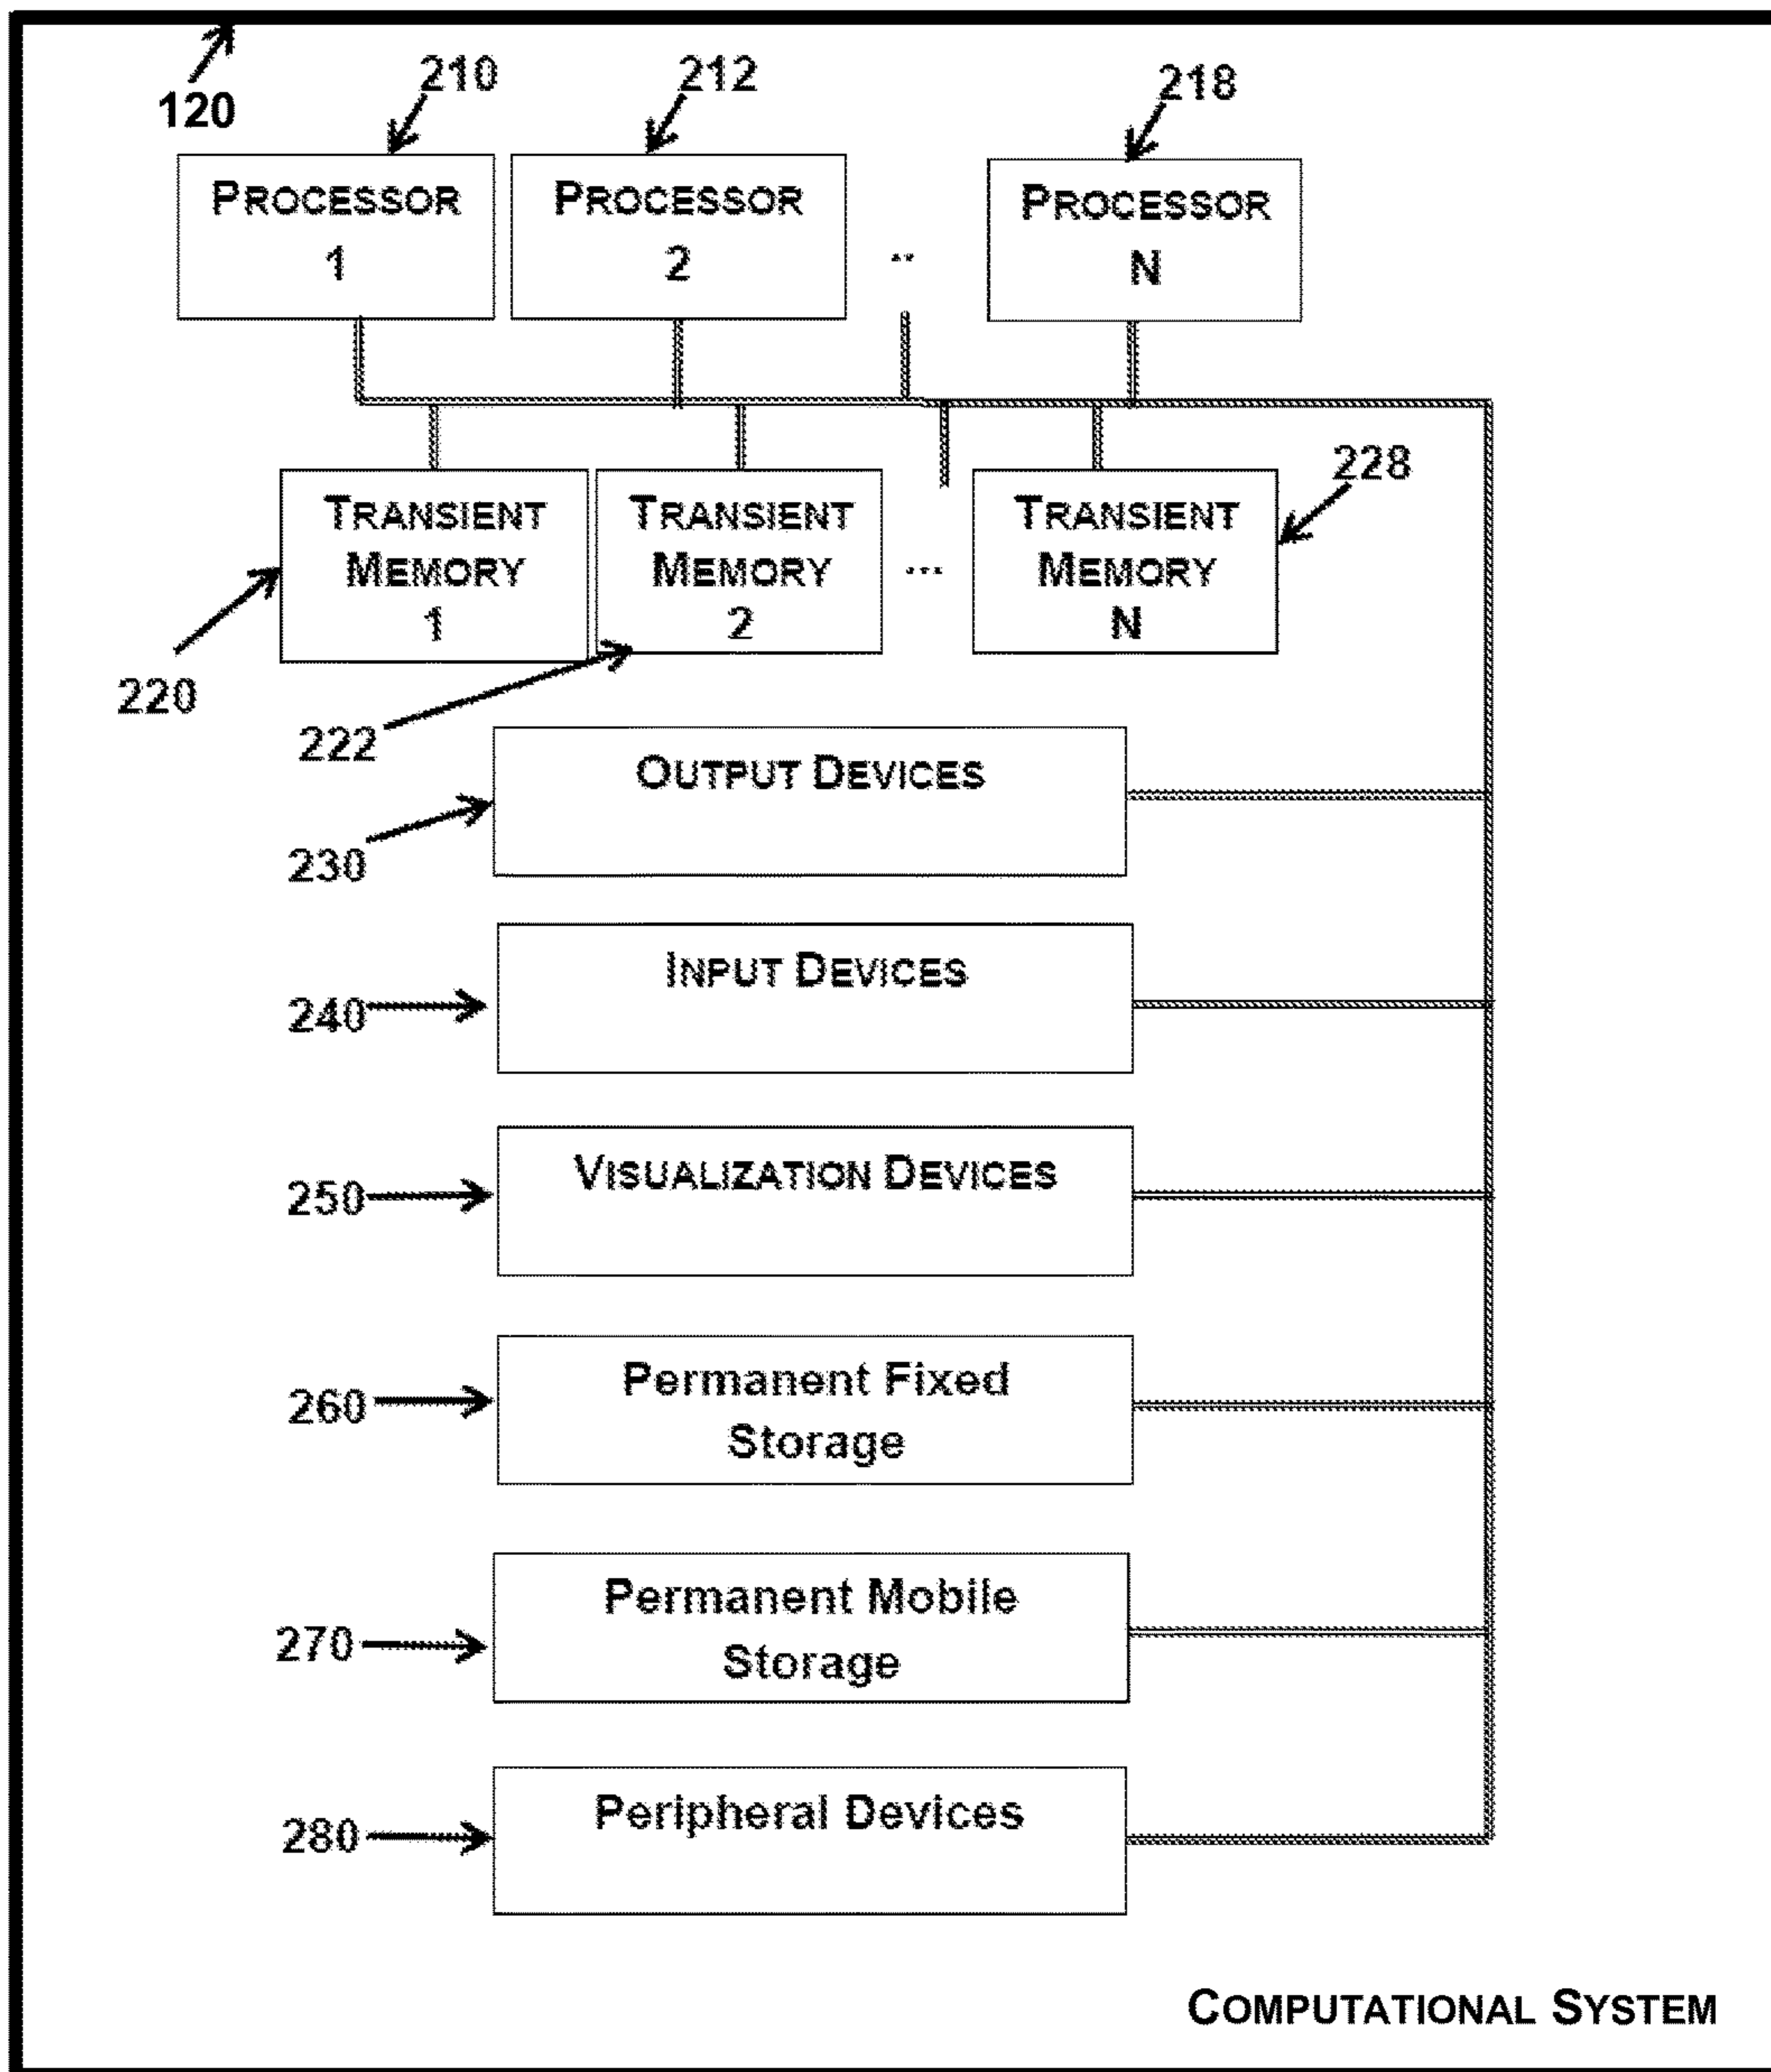 120
210
212
218
PROCESSOR
1
PROCESSOR
2
..
PROCESSOR
N
TRANSIENT
MEMORY
1
TRANSIENT
MEMORY
2
...
TRANSIENT
MEMORY
N
228
220
222
OUTPUT DEVICES
230
INPUT DEVICES
240
VISUALIZATION DEVICES
250
Permanent Fixed
Storage
260
Permanent Mobile
Storage
270
Peripheral Devices
280
COMPUTATIONAL SYSTEM